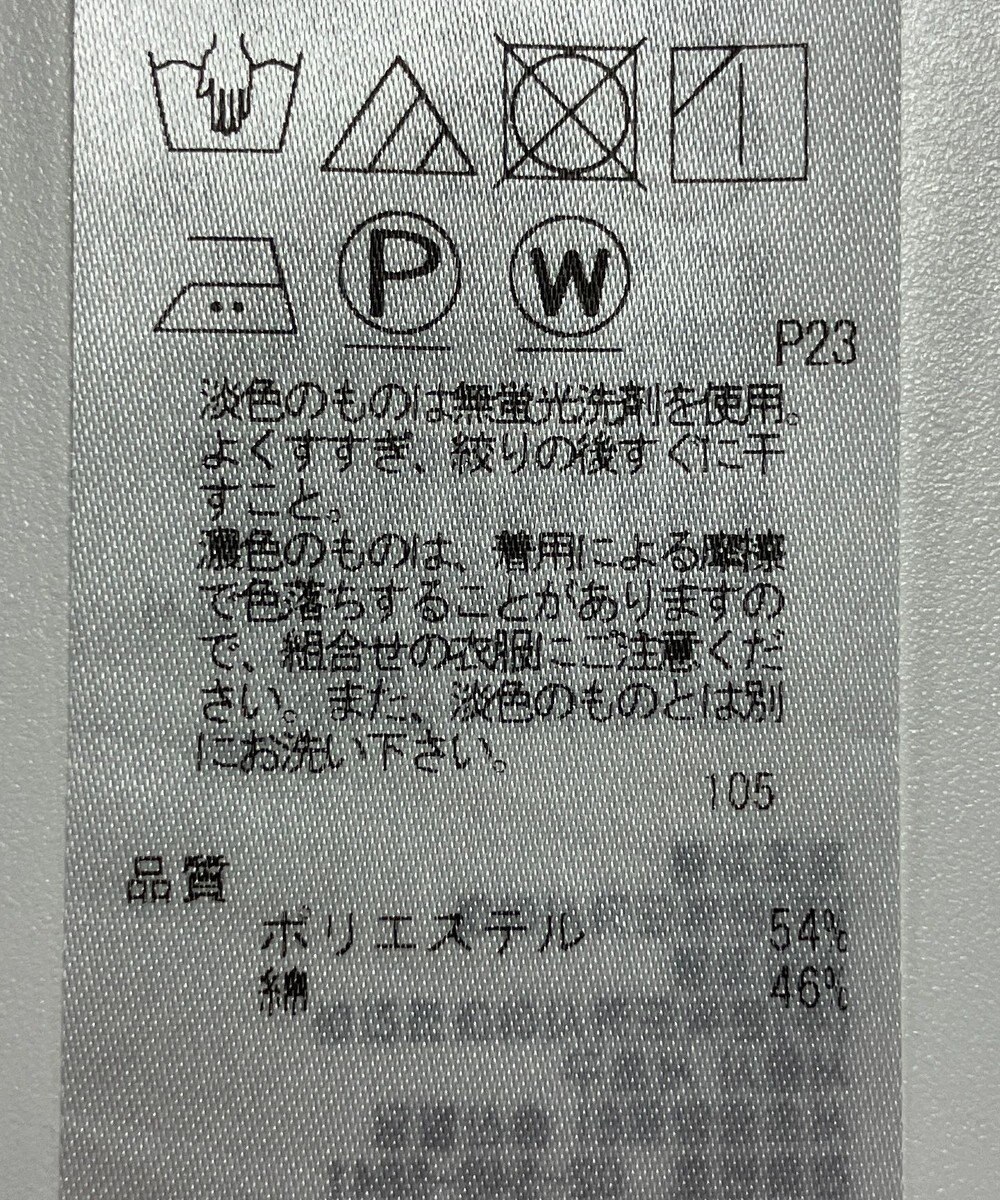 P W
P23
淡色のものは無蛍光洗剤を使用。
よくすすぎ、絞りの後すぐに干
すこと。
濃色のものは、着用による摩擦
で色落ちすることがありますの
で、組合せの衣服にご注意くだ
さい。また、淡色のものとは別
にお洗い下さい。
105
品質
ポリエステル 54%
綿 46%